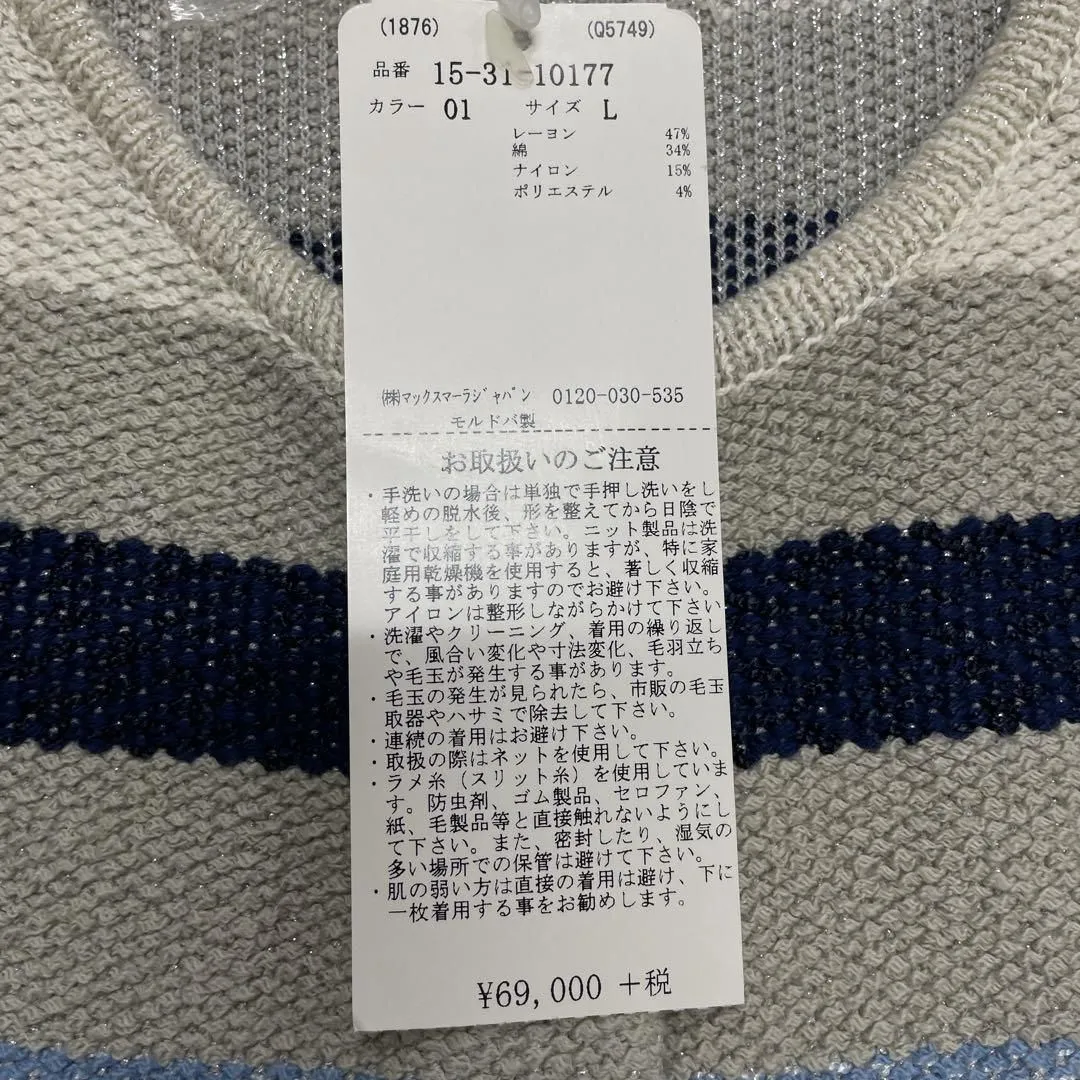 (1876) (Q5749)
品番 15-31-10177
カラー 01 サイズ L
レーヨン 47%
綿 34%
ナイロン 15%
ポリエステル 4%
㈱マックスマーラジャパン 0120-030-535
モルドバ製
お取扱いのご注意
・手洗いの場合は単独で手押し洗いをし
軽めの脱水後、形を整えてから日陰で
平干しをして下さい。ニット製品は洗
濯で収縮する事がありますが、特に家
庭用乾燥機を使用すると、著しく収縮
する事がありますのでお避け下さい。
アイロンは整形しながらかけて下さい
・洗濯やクリーニング、着用の繰り返し
で、風合い変化や寸法変化、毛羽立ち
や毛玉が発生する事があります。
・毛玉の発生が見られたら、市販の毛玉
取器やハサミで除去して下さい。
・連続の着用はお避け下さい。
・取扱の際はネットを使用して下さい。
・ラメ糸（スリット糸）を使用していま
す。防虫剤、ゴム製品、セロファン、
紙、毛製品等と直接触れないようにし
て下さい。また、密封したり、湿気の
多い場所での保管は避けて下さい。
・肌の弱い方は直接の着用は避け、下に
一枚着用する事をお勧めします。
¥69,000 +税